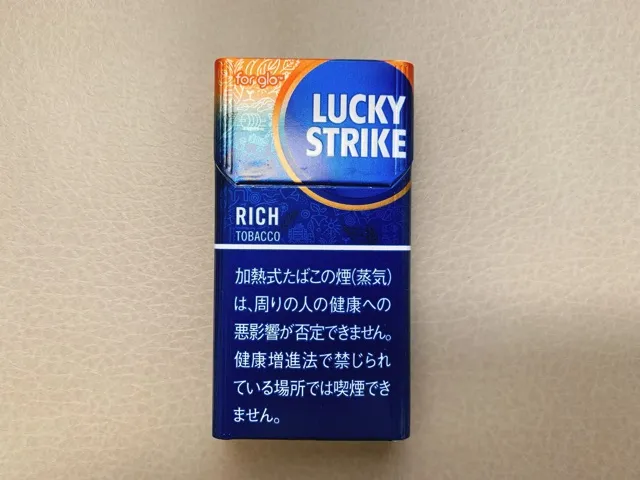 for glo™
LUCKY
STRIKE
RICH
TOBACCO
加熱式たばこの煙(蒸気)
は、周りの人の健康への
悪影響が否定できません。
健康増進法で禁じられ
ている場所では喫煙でき
ません。